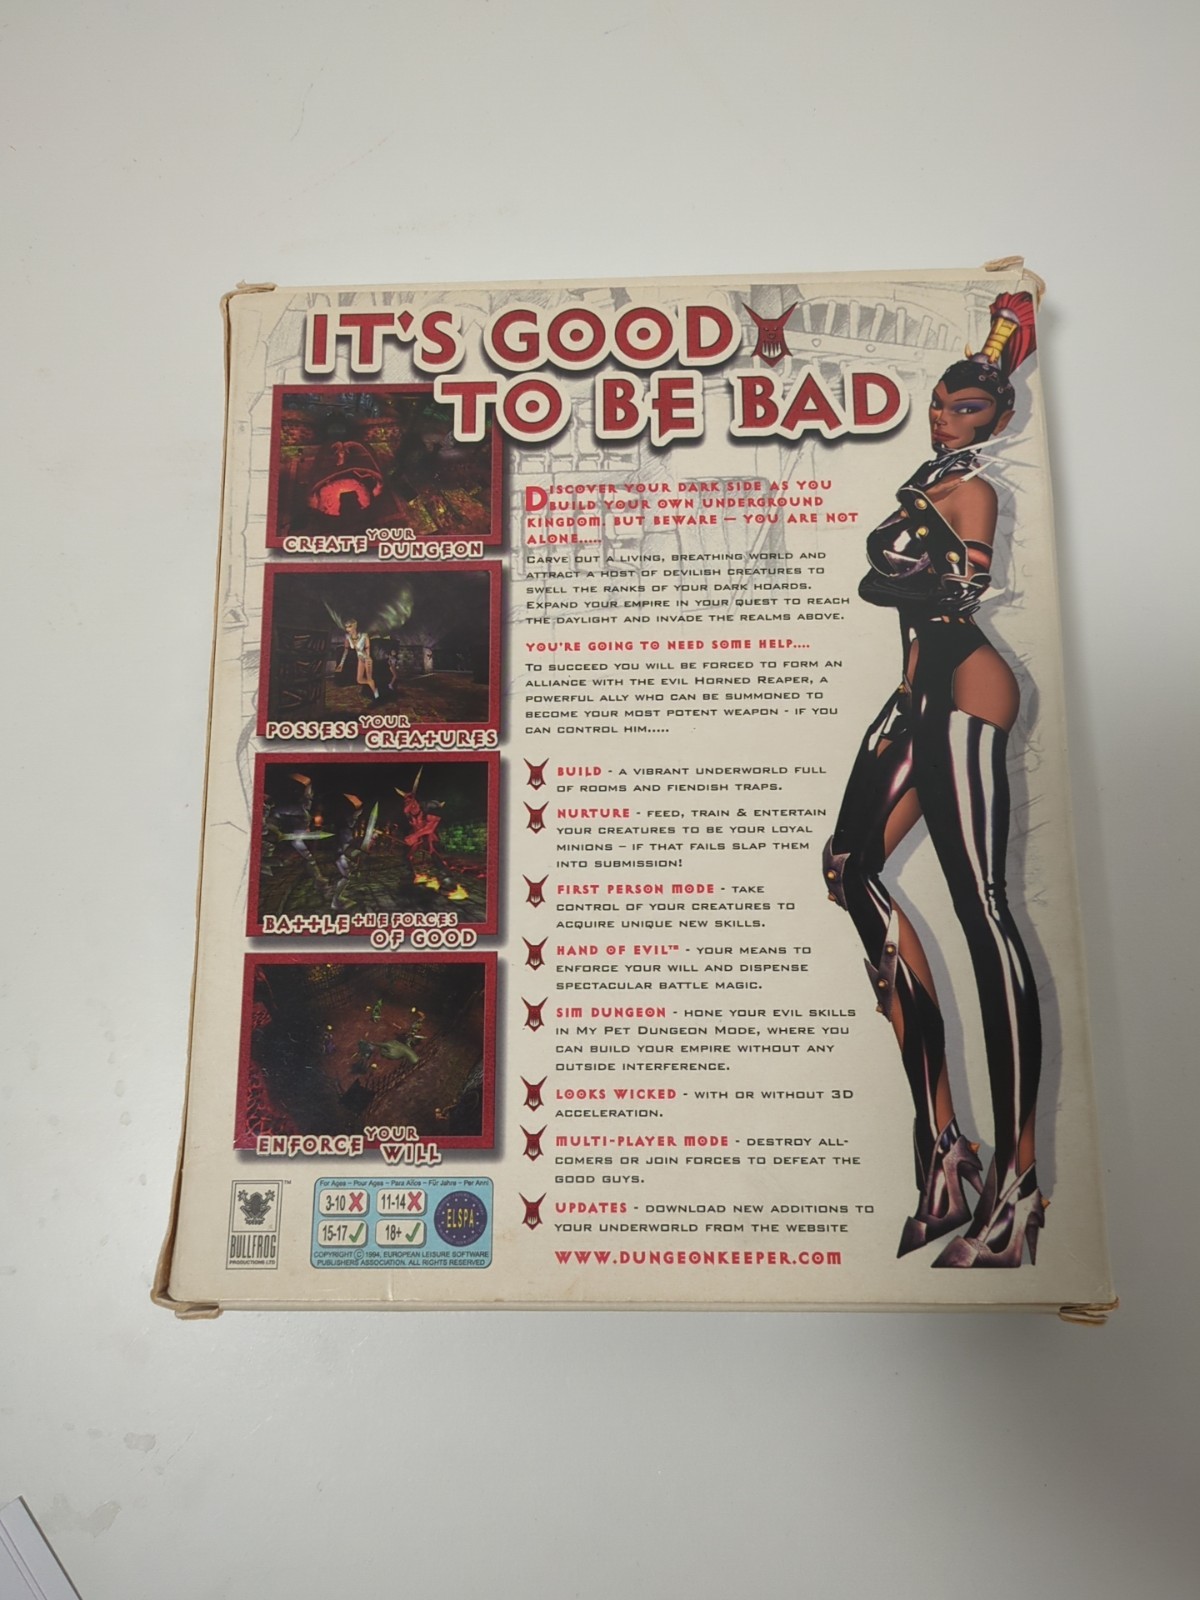 IT'S GOOD
TO BE BAD
CREATE YOUR DUNGEON
POSSESS YOUR CREATURES
BATTLE THE FORCES
OF GOOD
ENFORCE YOUR WILL
DISCOVER YOUR DARK SIDE AS YOU
BUILD YOUR OWN UNDERGROUND
KINGDOM. BUT BEWARE – YOU ARE NOT
ALONE.....
CARVE OUT A LIVING, BREATHING WORLD AND
ATTRACT A HOST OF DEVILISH CREATURES TO
SWELL THE RANKS OF YOUR DARK HOARDS.
EXPAND YOUR EMPIRE IN YOUR QUEST TO REACH
THE DAYLIGHT AND INVADE THE REALMS ABOVE.
YOU'RE GOING TO NEED SOME HELP....
TO SUCCEED YOU WILL BE FORCED TO FORM AN
ALLIANCE WITH THE EVIL HORNED REAPER, A
POWERFUL ALLY WHO CAN BE SUMMONED TO
BECOME YOUR MOST POTENT WEAPON - IF YOU
CAN CONTROL HIM.....
BUILD - A VIBRANT UNDERWORLD FULL
OF ROOMS AND FIENDISH TRAPS.
NURTURE - FEED, TRAIN & ENTERTAIN
YOUR CREATURES TO BE YOUR LOYAL
MINIONS – IF THAT FAILS SLAP THEM
INTO SUBMISSION!
FIRST PERSON MODE - TAKE
CONTROL OF YOUR CREATURES TO
ACQUIRE UNIQUE NEW SKILLS.
HAND OF EVIL™ - YOUR MEANS TO
ENFORCE YOUR WILL AND DISPENSE
SPECTACULAR BATTLE MAGIC.
SIM DUNGEON - HONE YOUR EVIL SKILLS
IN MY PET DUNGEON MODE, WHERE YOU
CAN BUILD YOUR EMPIRE WITHOUT ANY
OUTSIDE INTERFERENCE.
LOOKS WICKED - WITH OR WITHOUT 3D
ACCELERATION.
MULTI-PLAYER MODE - DESTROY ALL-
COMERS OR JOIN FORCES TO DEFEAT THE
GOOD GUYS.
UPDATES - DOWNLOAD NEW ADDITIONS TO
YOUR UNDERWORLD FROM THE WEBSITE
WWW.DUNGEONKEEPER.COM
™
BULLFROG
PRODUCTIONS LTD
For Ages - Pour Ages - Para Años - Für Jahre - Per Anni
3-10 11-14
15-17 18+
ELSPA
COPYRIGHT © 1994, EUROPEAN LEISURE SOFTWARE
PUBLISHERS ASSOCIATION. ALL RIGHTS RESERVED